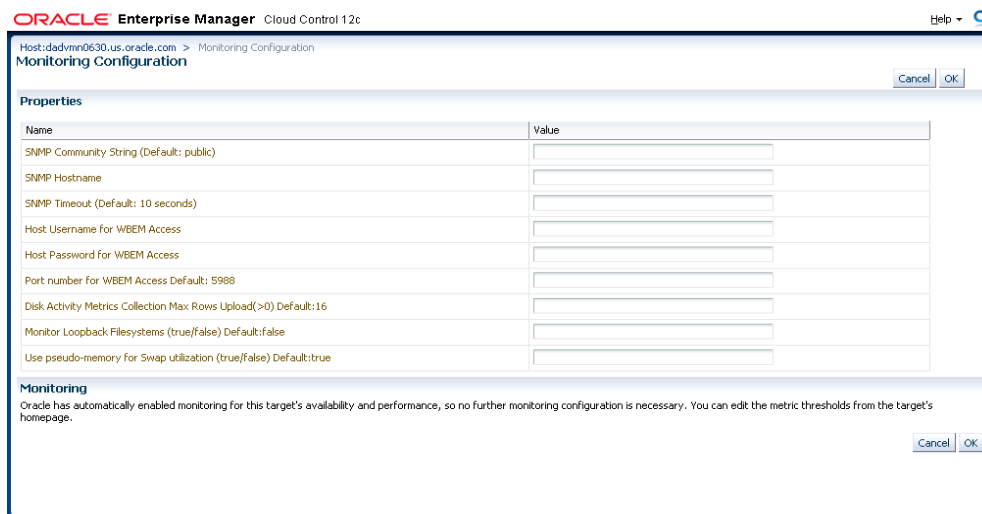 ORACLE Enterprise Manager Cloud Control 12c
Help
Host:dadvmn0630.us.oracle.com > Monitoring Configuration
Monitoring Configuration
Cancel OK
Properties
Name Value
SNMP Community String (Default: public)
SNMP Hostname
SNMP Timeout (Default: 10 seconds)
Host Username for WBEM Access
Host Password for WBEM Access
Port number for WBEM Access Default: 5988
Disk Activity Metrics Collection Max Rows Upload(>0) Default:16
Monitor Loopback Filesystems (true/false) Default:false
Use pseudo-memory for Swap utilization (true/false) Default:true
Monitoring
Oracle has automatically enabled monitoring for this target's availability and performance, so no further monitoring configuration is necessary. You can edit the metric thresholds from the target's
homepage.
Cancel OK